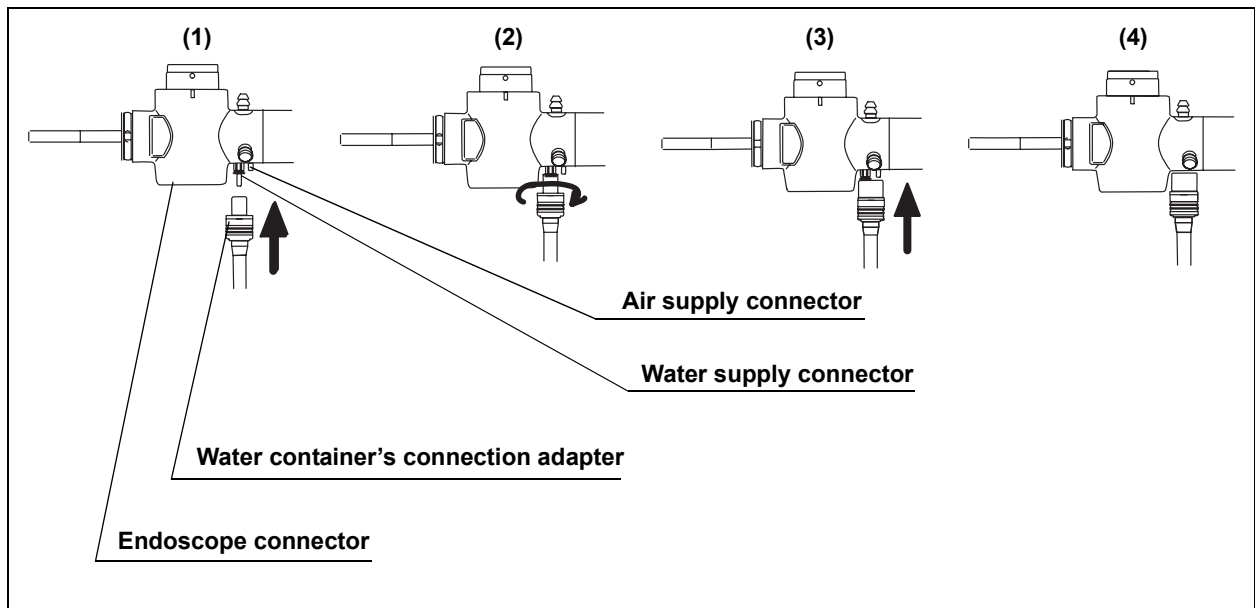 (1)
(2)
(3)
(4)
Air supply connector
Water supply connector
Water container’s connection adapter
Endoscope connector